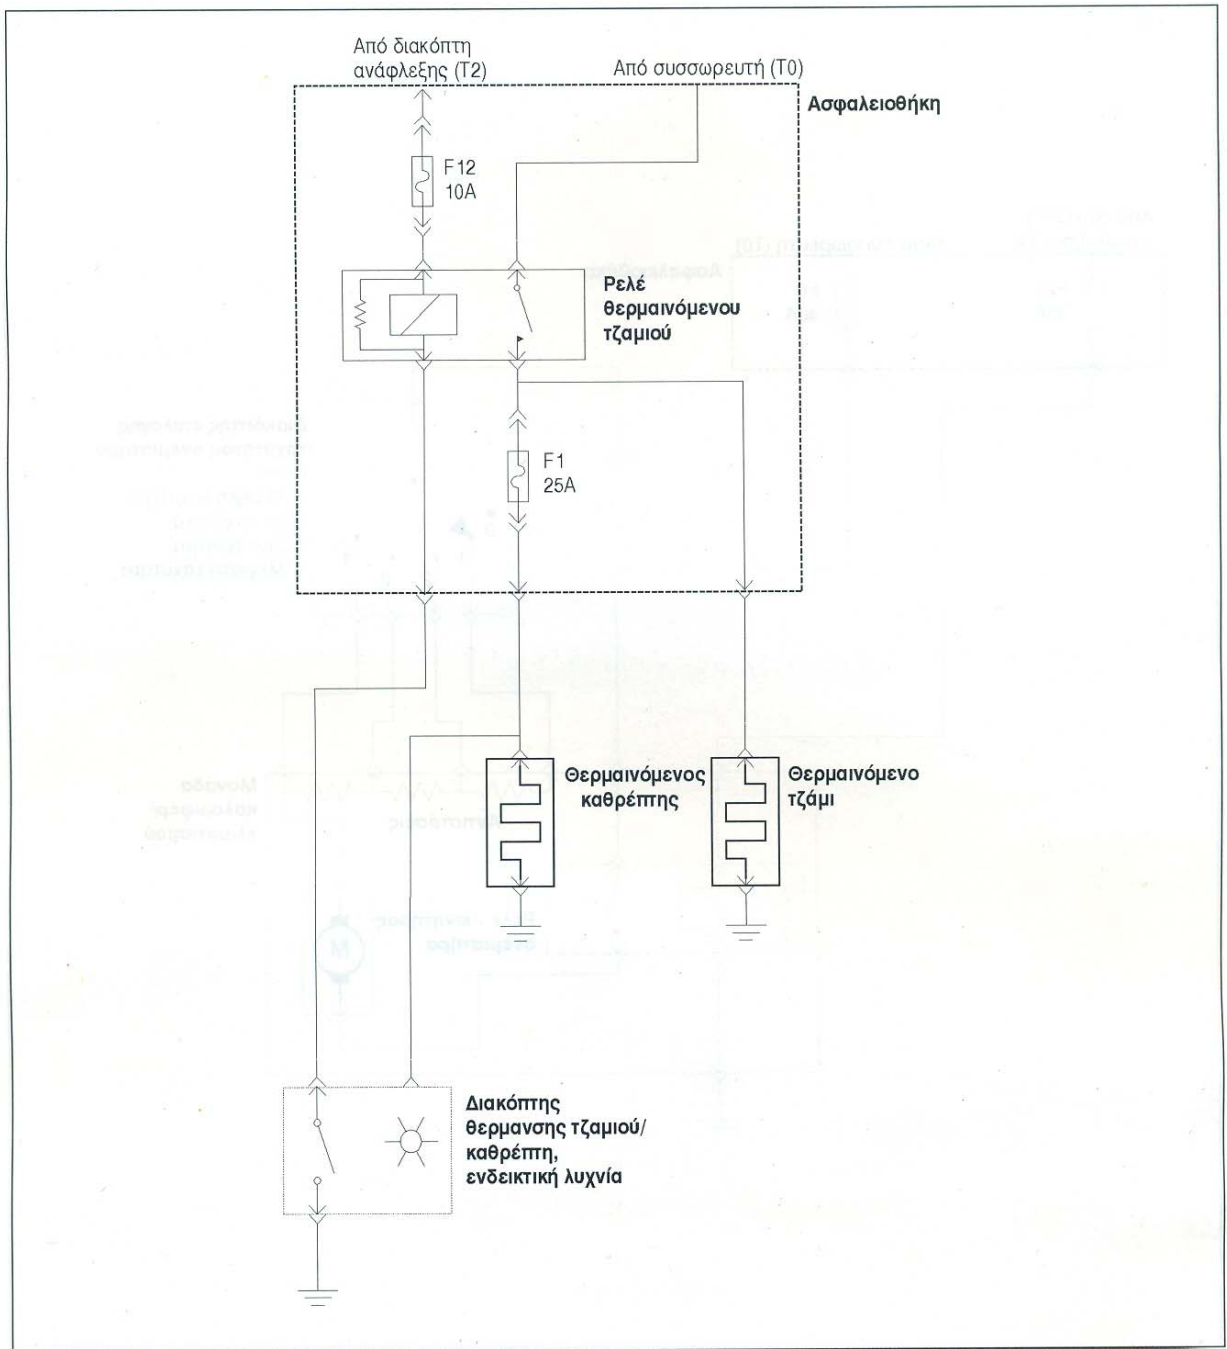 Από διακόπτη
ανάφλεξης (T2)
Από συσσωρευτή (T0)
Ασφαλειοθήκη
F12
10A
Ρελέ
θερμαινόμενου
τζαμιού
F1
25A
Θερμαινόμενος
καθρέπτης
Θερμαινόμενο
τζάμι
Διακόπτης
θερμανσης τζαμιού/
καθρέπτη,
ενδεικτική λυχνία